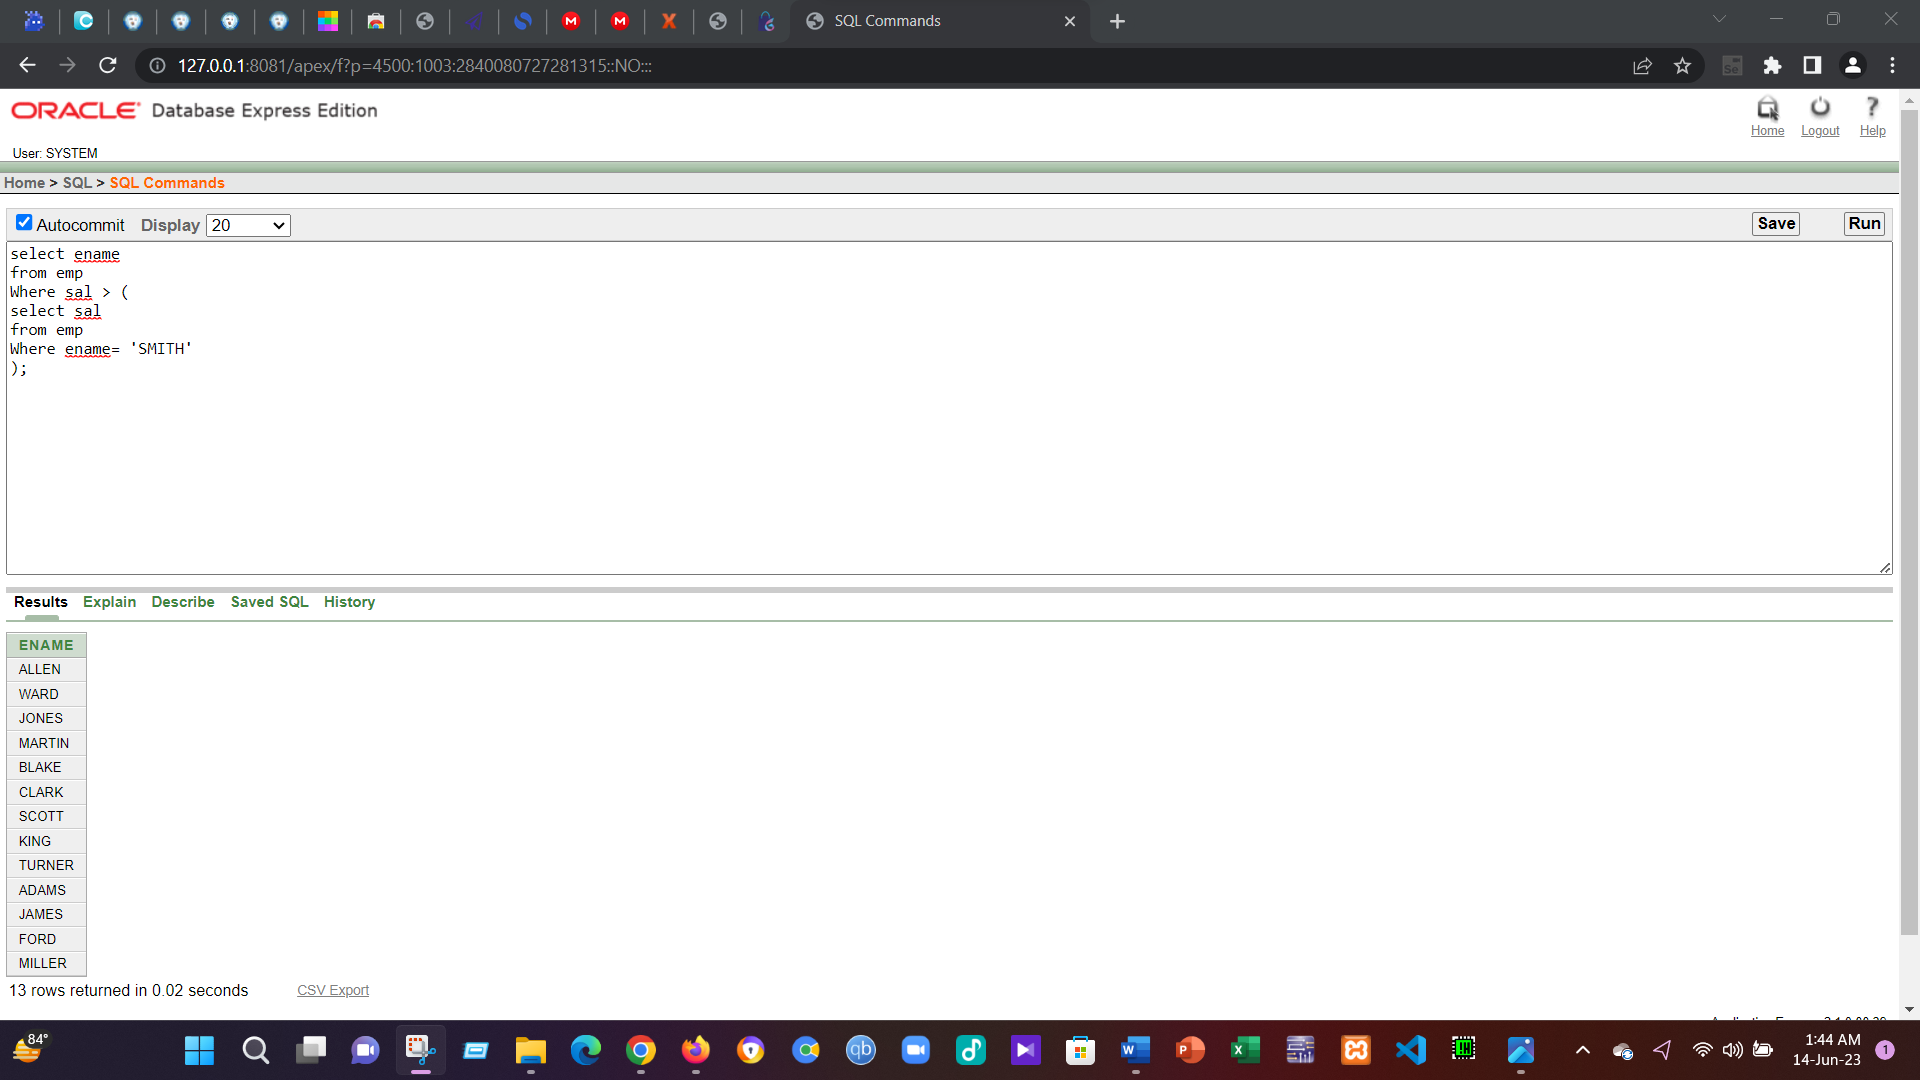 SQL Commands
127.0.0.1:8081/apex/f?p=4500:1003:2840080727281315::NO:::
ORACLE Database Express Edition
Home Logout Help
User: SYSTEM
Home > SQL > SQL Commands
Autocommit Display 20 Save Run
select ename
from emp
Where sal > (
select sal
from emp
Where ename= 'SMITH'
);
Results Explain Describe Saved SQL History
ENAME
ALLEN
WARD
JONES
MARTIN
BLAKE
CLARK
SCOTT
KING
TURNER
ADAMS
JAMES
FORD
MILLER
13 rows returned in 0.02 seconds CSV Export
84°
1:44 AM
14-Jun-23
1